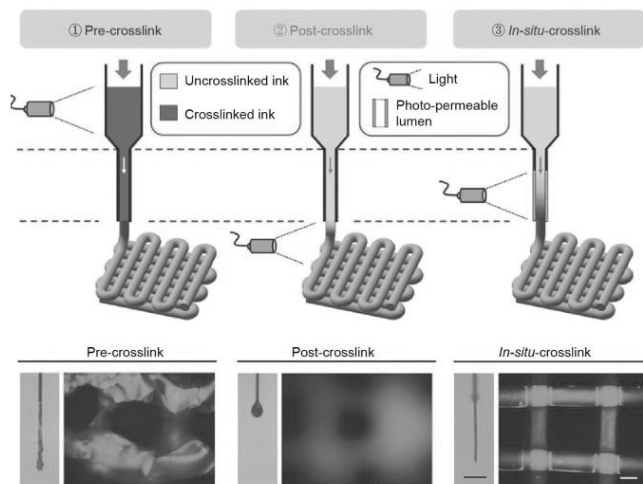 ① Pre-crosslink
② Post-crosslink
③ In-situ-crosslink
Uncrosslinked ink
Crosslinked ink
Light
Photo-permeable
lumen
Pre-crosslink
Post-crosslink
In-situ-crosslink